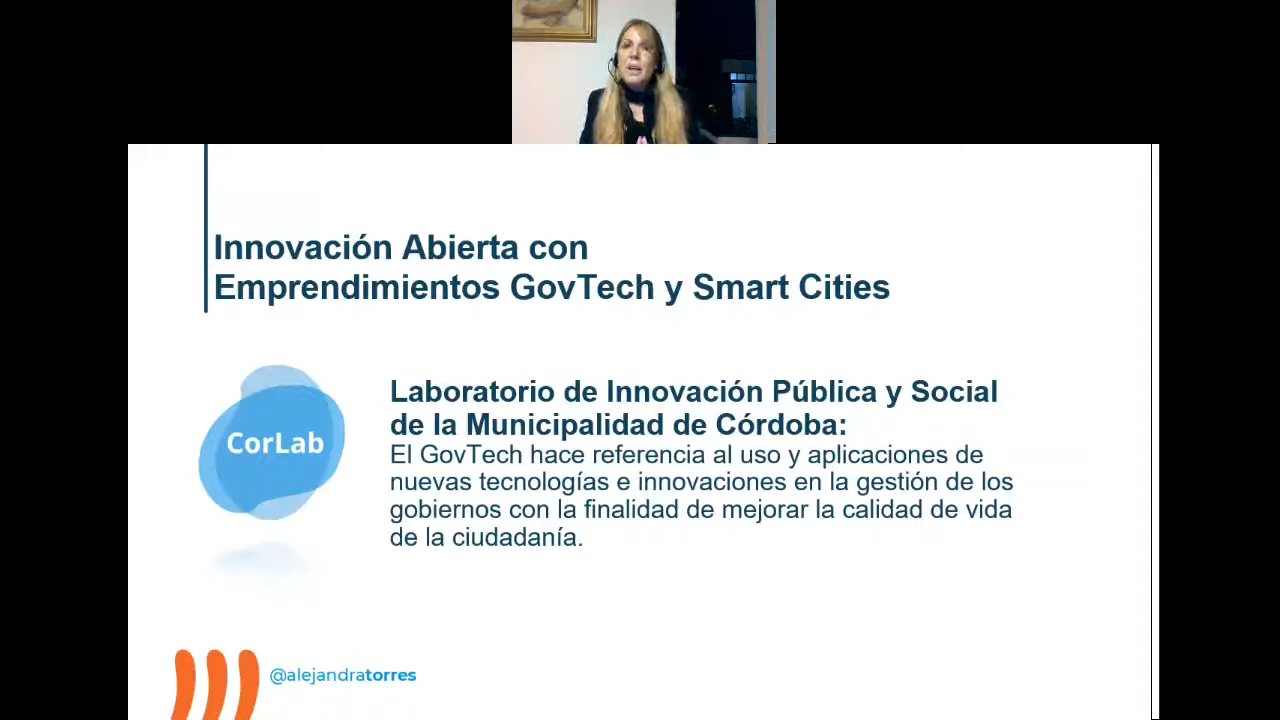 Innovación Abierta con
Emprendimientos GovTech y Smart Cities
CorLab
Laboratorio de Innovación Pública y Social
de la Municipalidad de Córdoba:
El GovTech hace referencia al uso y aplicaciones de
nuevas tecnologías e innovaciones en la gestión de los
gobiernos con la finalidad de mejorar la calidad de vida
de la ciudadanía.
@alejandratorres